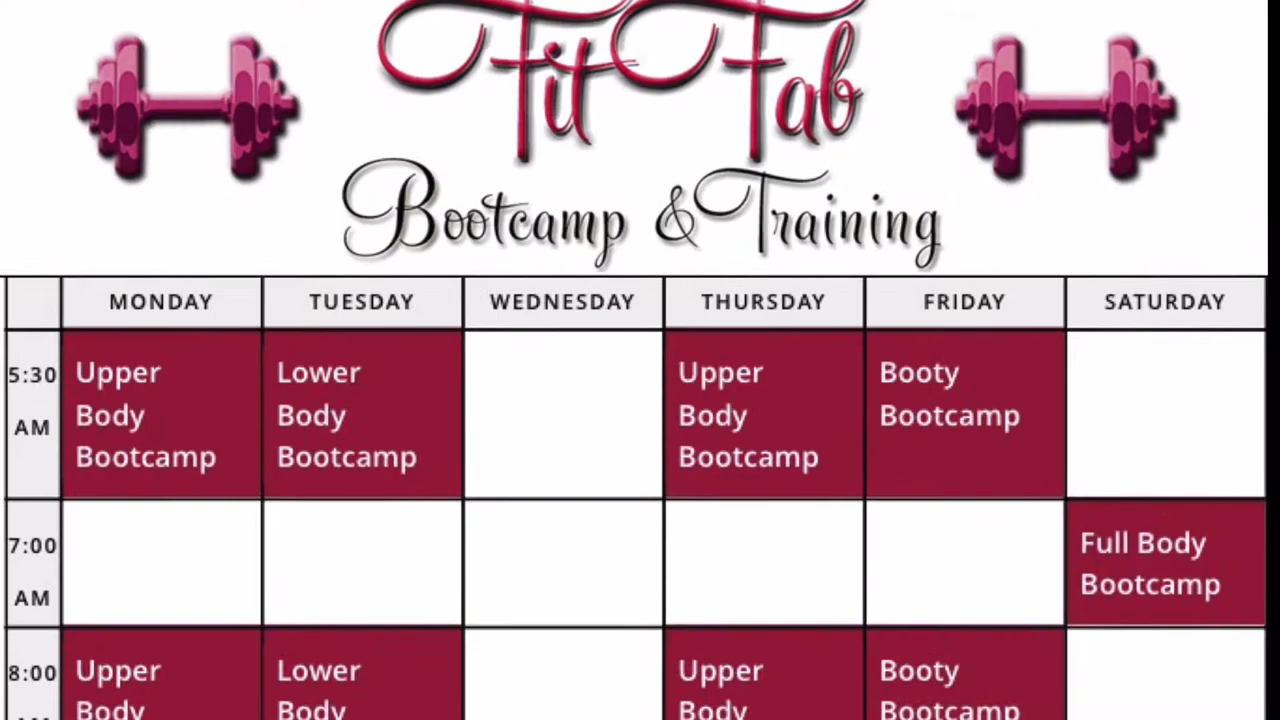 Fit Fab
Bootcamp & Training
MONDAY TUESDAY WEDNESDAY THURSDAY FRIDAY SATURDAY
5:30
AM
Upper
Body
Bootcamp
Lower
Body
Bootcamp
Upper
Body
Bootcamp
Booty
Bootcamp
7:00
AM
Full Body
Bootcamp
8:00
AM
Upper
Body
Lower
Body
Upper
Body
Booty
Bootcamp